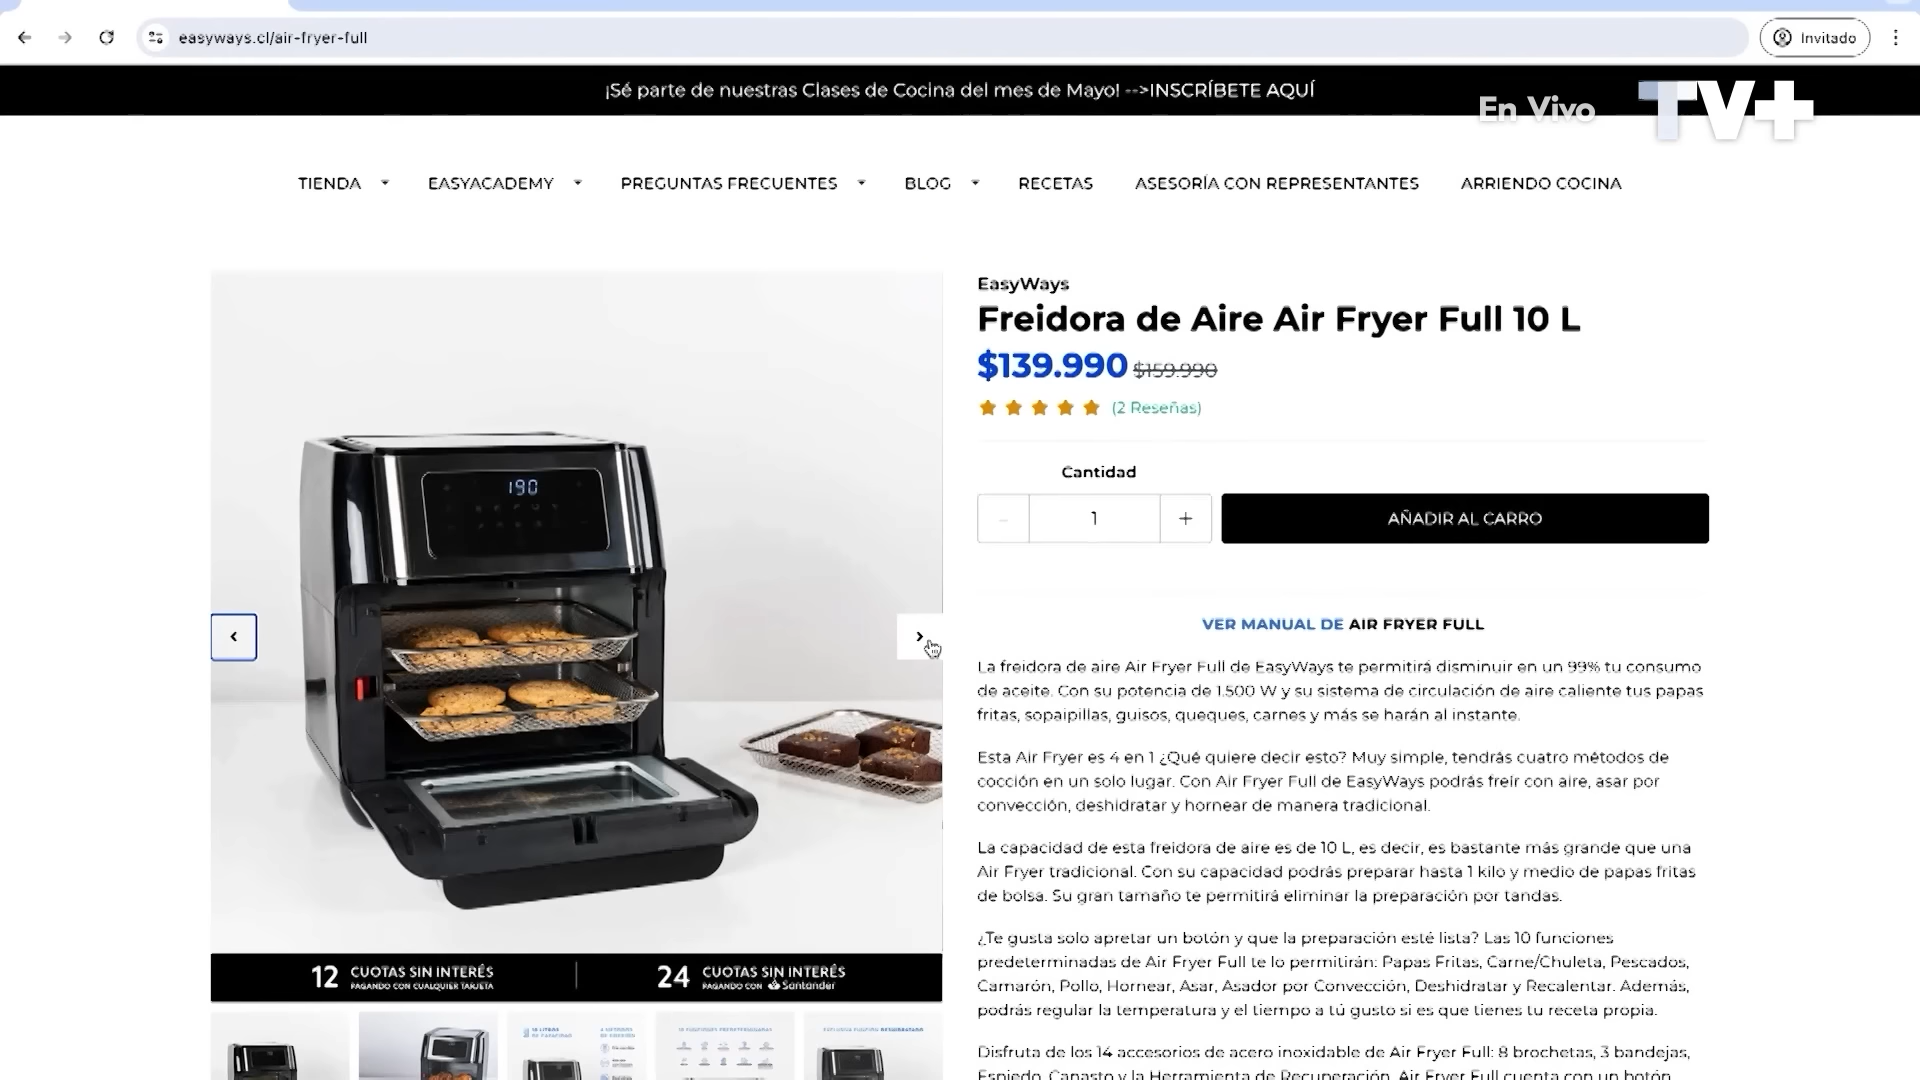 easyways.cl/air-fryer-full
Invitado
¡Sé parte de nuestras Clases de Cocina del mes de Mayo! -->INSCRÍBETE AQUÍ
En Vivo TV+
TIENDA EASYACADEMY PREGUNTAS FRECUENTES BLOG RECETAS ASESORÍA CON REPRESENTANTES ARRIENDO COCINA
EasyWays
Freidora de Aire Air Fryer Full 10 L
$139.990 $159.990
(2 Reseñas)
Cantidad
- 1 + AÑADIR AL CARRO
190
VER MANUAL DE AIR FRYER FULL
La freidora de aire Air Fryer Full de EasyWays te permitirá disminuir en un 99% tu consumo
de aceite. Con su potencia de 1.500 W y su sistema de circulación de aire caliente tus papas
fritas, sopaipillas, guisos, queques, carnes y más se harán al instante.
Esta Air Fryer es 4 en 1 ¿Qué quiere decir esto? Muy simple, tendrás cuatro métodos de
cocción en un solo lugar. Con Air Fryer Full de EasyWays podrás freír con aire, asar por
convección, deshidratar y hornear de manera tradicional.
La capacidad de esta freidora de aire es de 10 L, es decir, es bastante más grande que una
Air Fryer tradicional. Con su capacidad podrás preparar hasta 1 kilo y medio de papas fritas
de bolsa. Su gran tamaño te permitirá eliminar la preparación por tandas.
¿Te gusta solo apretar un botón y que la preparación esté lista? Las 10 funciones
predeterminadas de Air Fryer Full te lo permitirán: Papas Fritas, Carne/Chuleta, Pescados,
Camarón, Pollo, Hornear, Asar, Asador por Convección, Deshidratar y Recalentar. Además,
podrás regular la temperatura y el tiempo a tú gusto si es que tienes tu receta propia.
Disfruta de los 14 accesorios de acero inoxidable de Air Fryer Full: 8 brochetas, 3 bandejas,
Espiedo, Canasto y la Herramienta de Recuperación. Air Fryer Full cuenta con un botón
12 CUOTAS SIN INTERÉS
PAGANDO CON CUALQUIER TARJETA
24 CUOTAS SIN INTERÉS
PAGANDO CON Santander